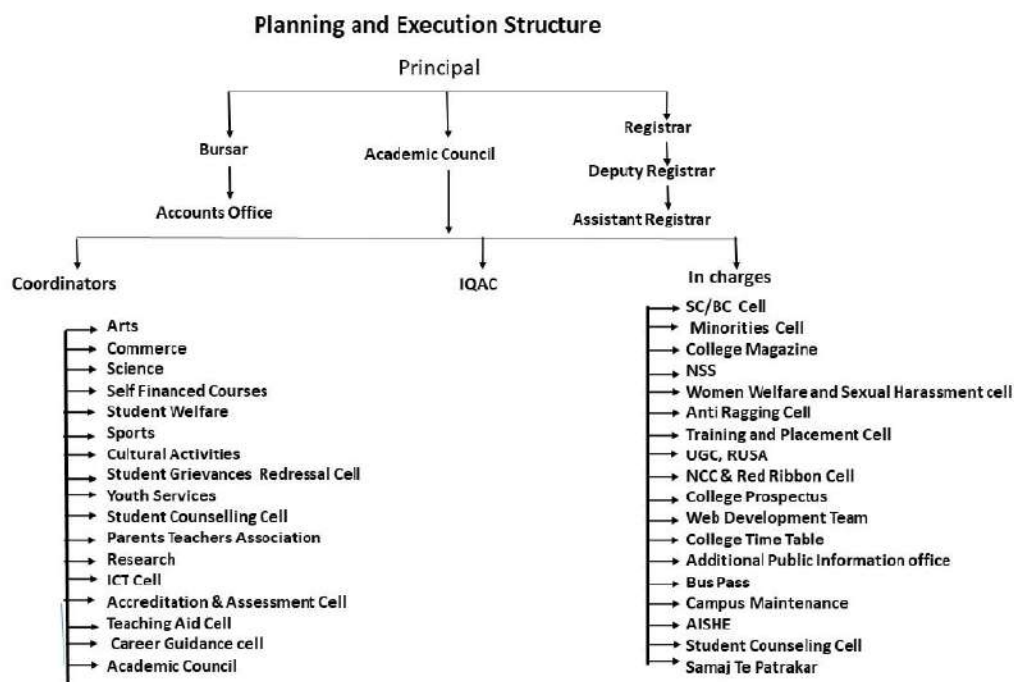 Planning and Execution Structure
Principal
Bursar
Academic Council
Registrar
Deputy Registrar
Accounts Office
Assistant Registrar
Coordinators
IQAC
In charges
Arts
Commerce
Science
Self Financed Courses
Student Welfare
Sports
Cultural Activities
Student Grievances Redressal Cell
Youth Services
Student Counselling Cell
Parents Teachers Association
Research
ICT Cell
Accreditation & Assessment Cell
Teaching Aid Cell
Career Guidance cell
Academic Council
SC/BC Cell
Minorities Cell
College Magazine
NSS
Women Welfare and Sexual Harassment cell
Anti Ragging Cell
Training and Placement Cell
UGC, RUSA
NCC & Red Ribbon Cell
College Prospectus
Web Development Team
College Time Table
Additional Public Information office
Bus Pass
Campus Maintenance
AISHE
Student Counseling Cell
Samaj Te Patrakar